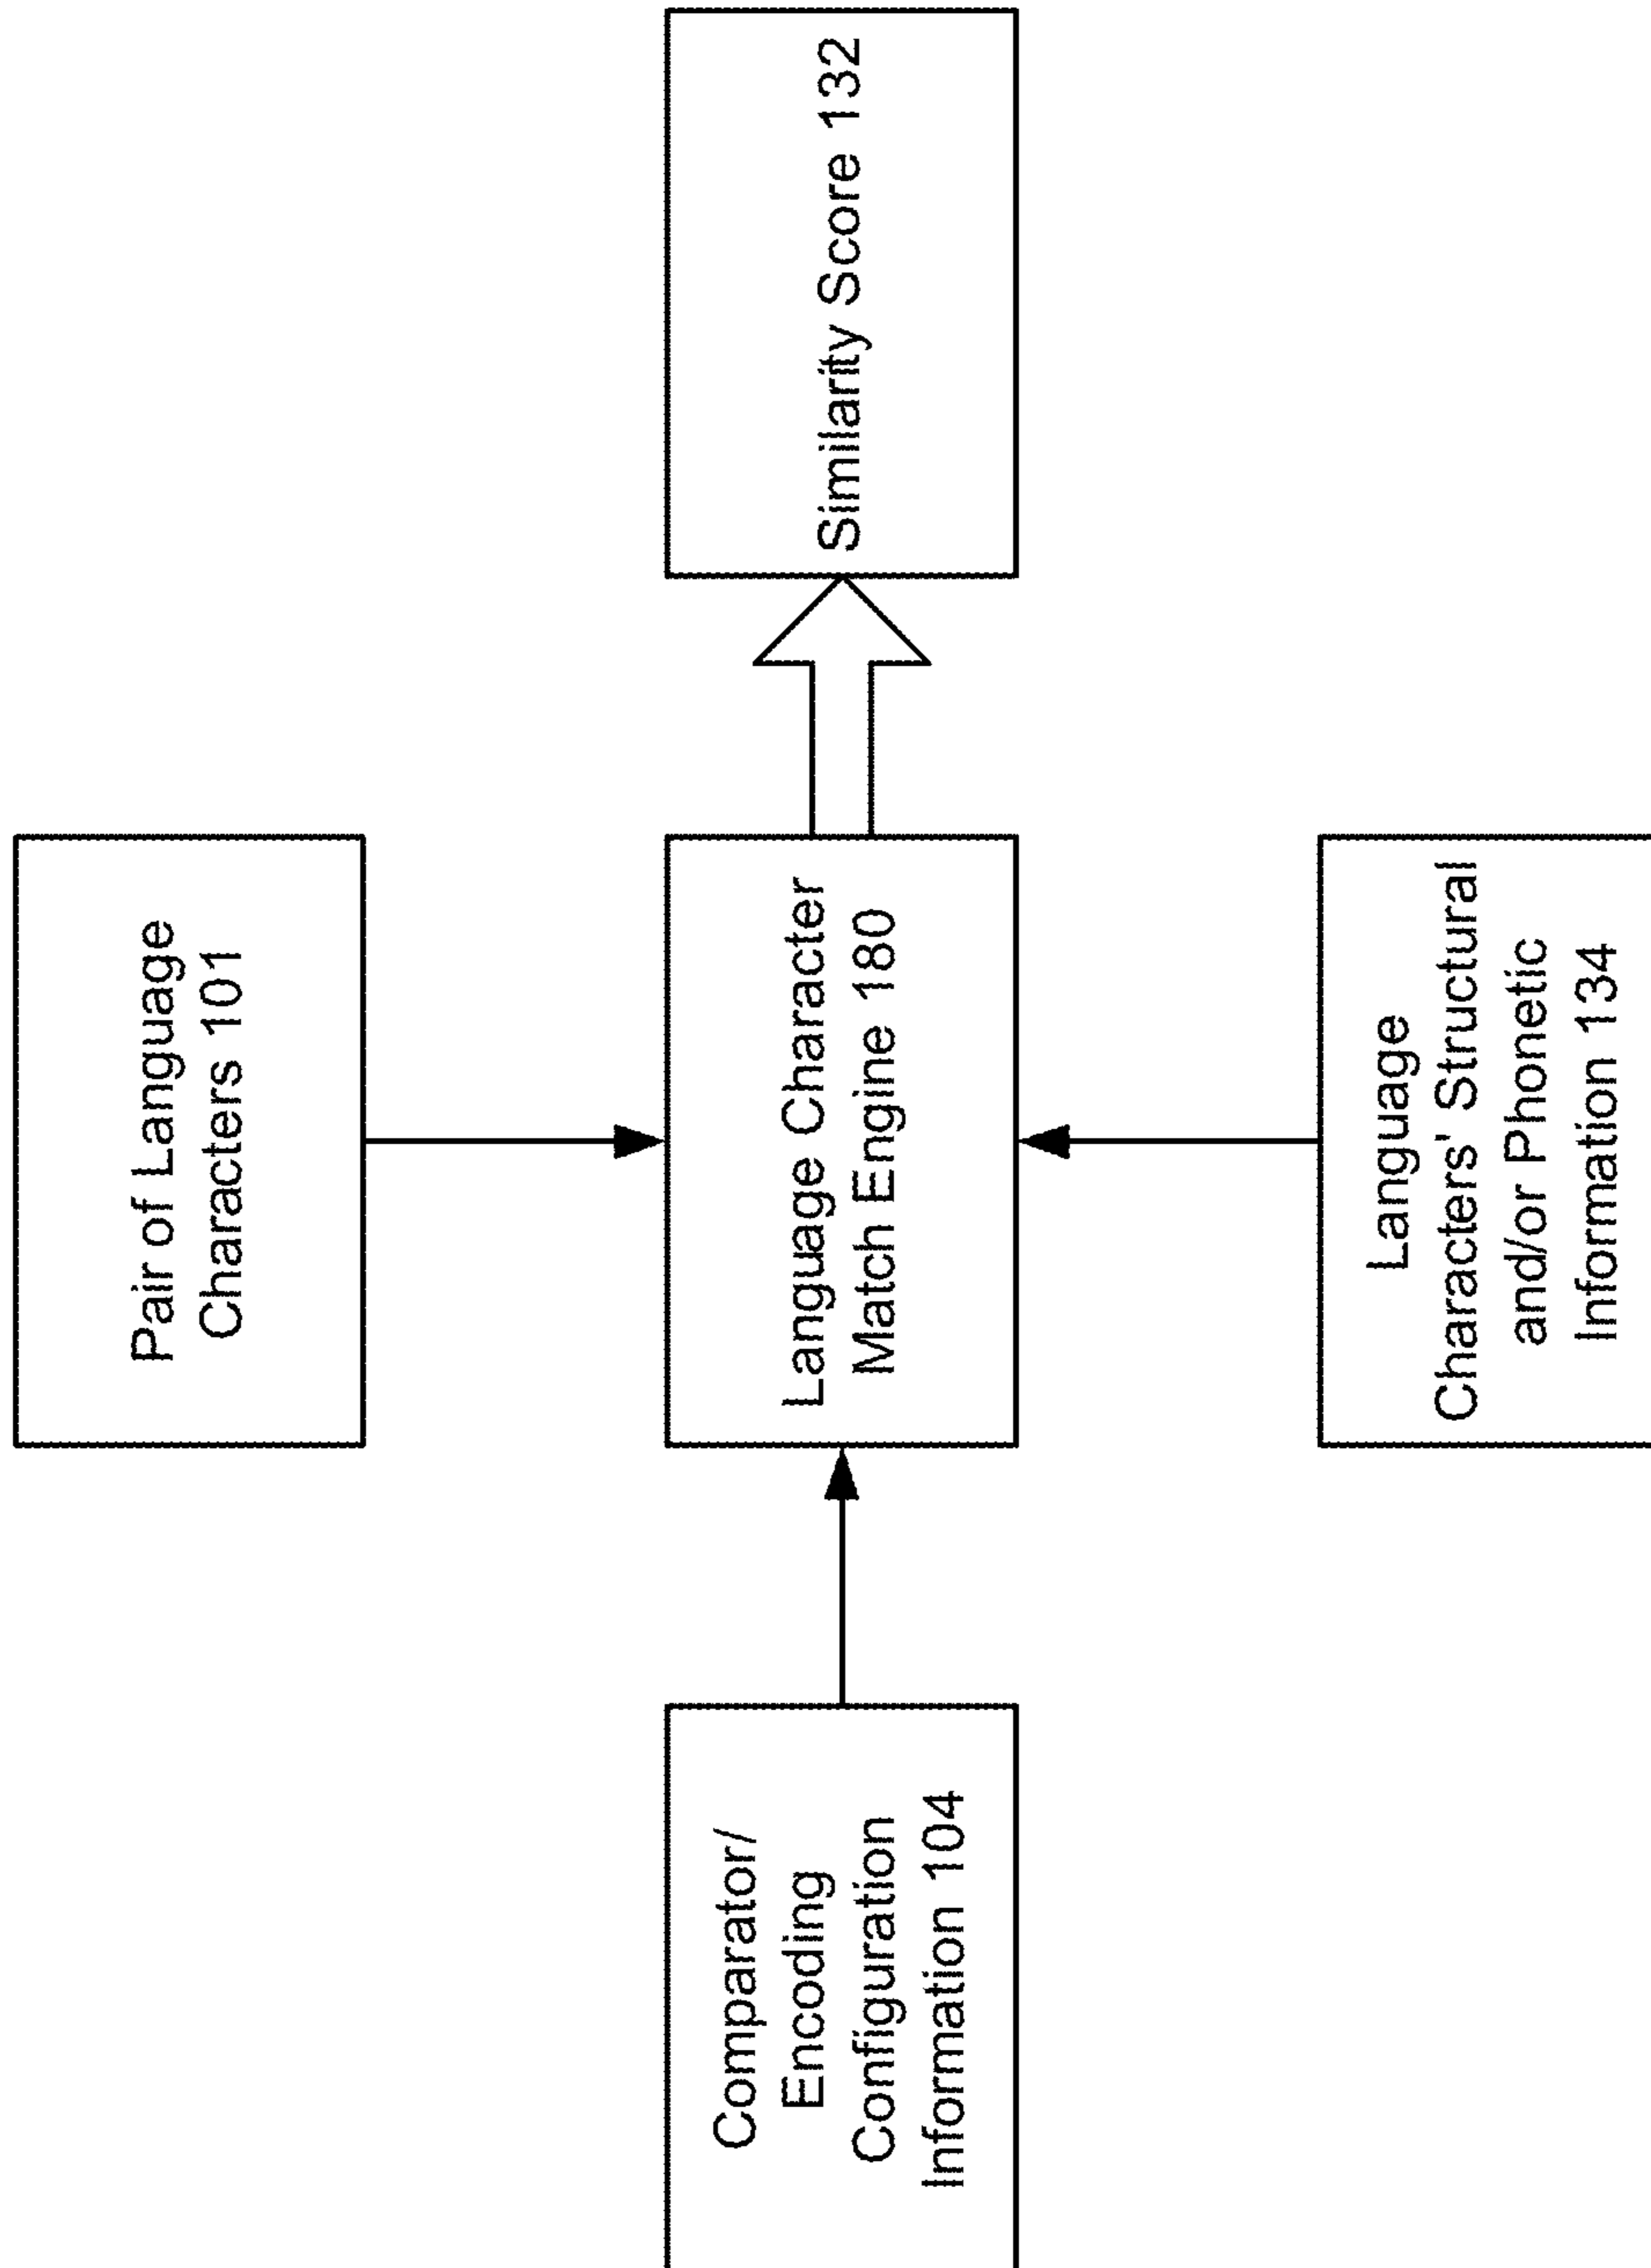 Pair of Language
Characters 101
Comparator/
Encoding
Configuration
Information 104
Language Character
Match Engine 180
Similarity Score 132
Language
Characters' Structural
and/or Phonetic
Information 134